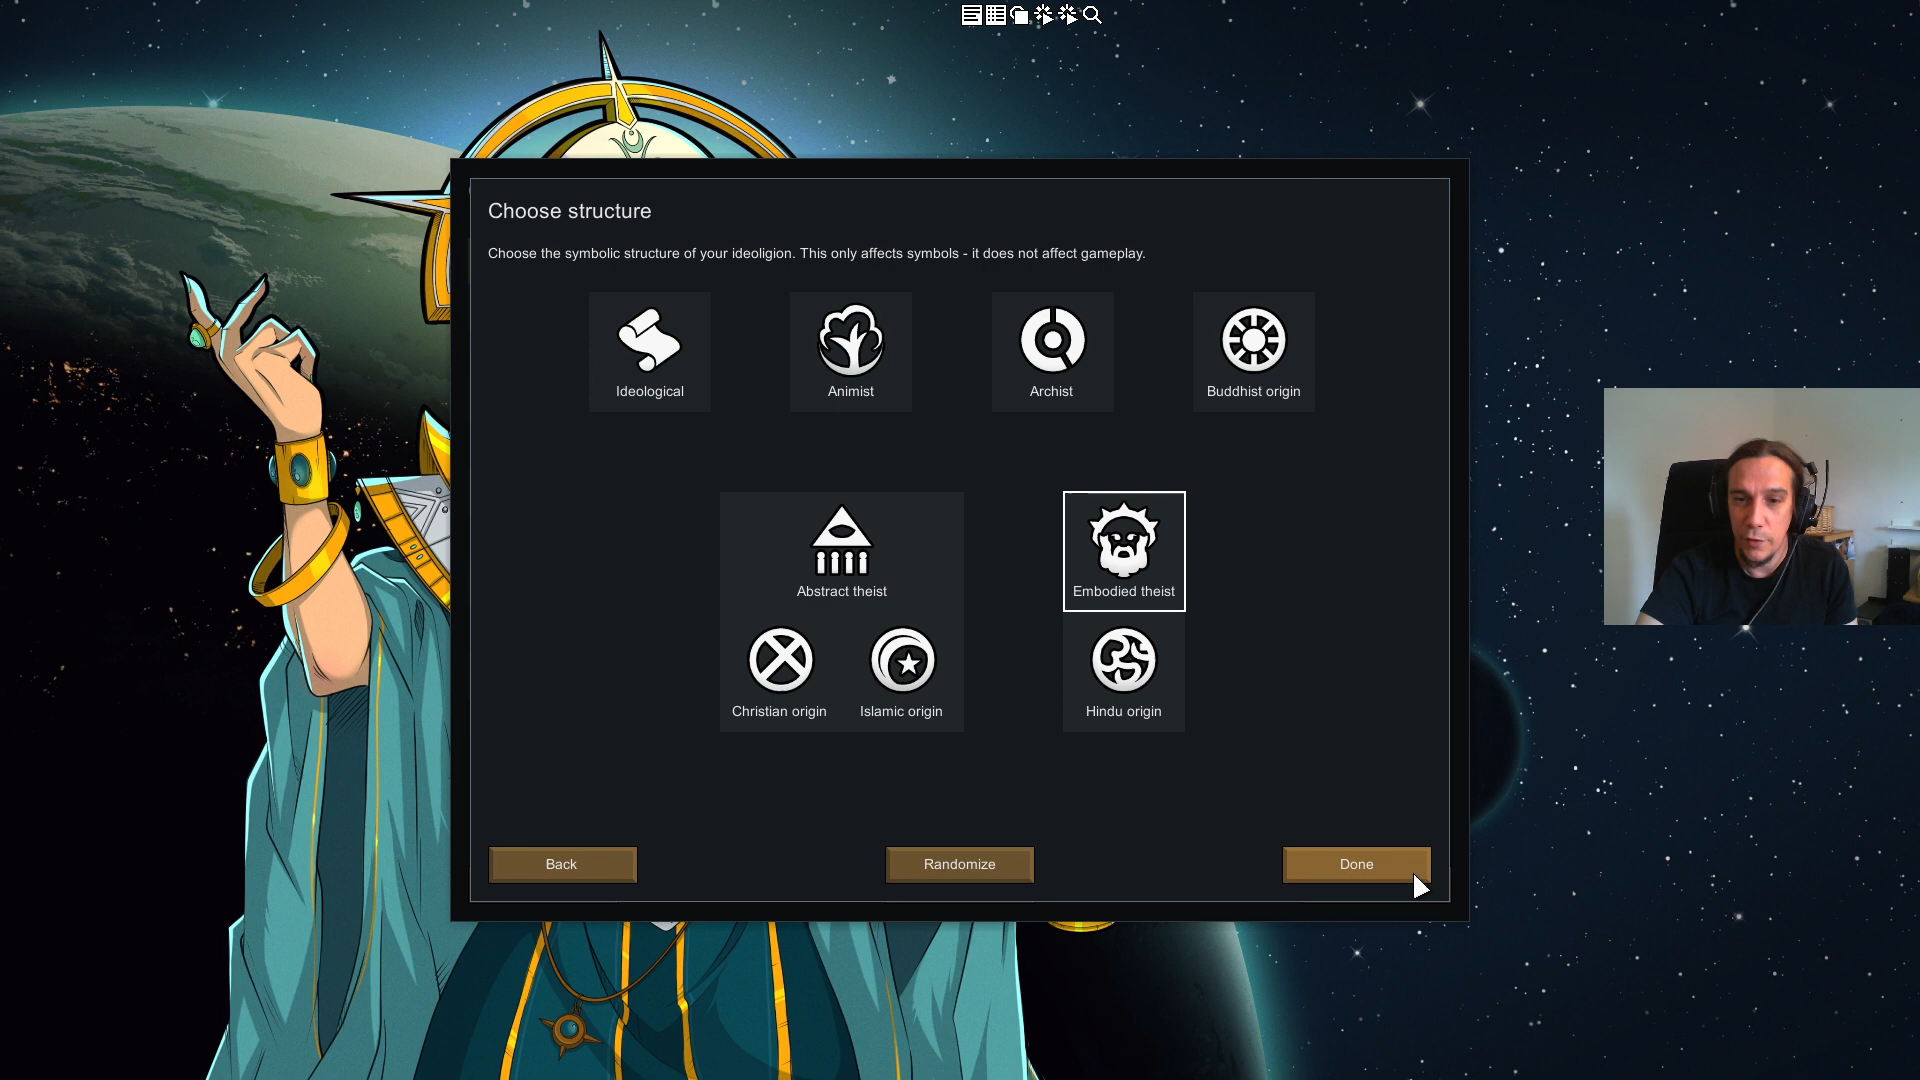 Choose structure
Choose the symbolic structure of your ideoligion. This only affects symbols - it does not affect gameplay.
Ideological
Animist
Archist
Buddhist origin
Abstract theist
Embodied theist
Christian origin
Islamic origin
Hindu origin
Back
Randomize
Done